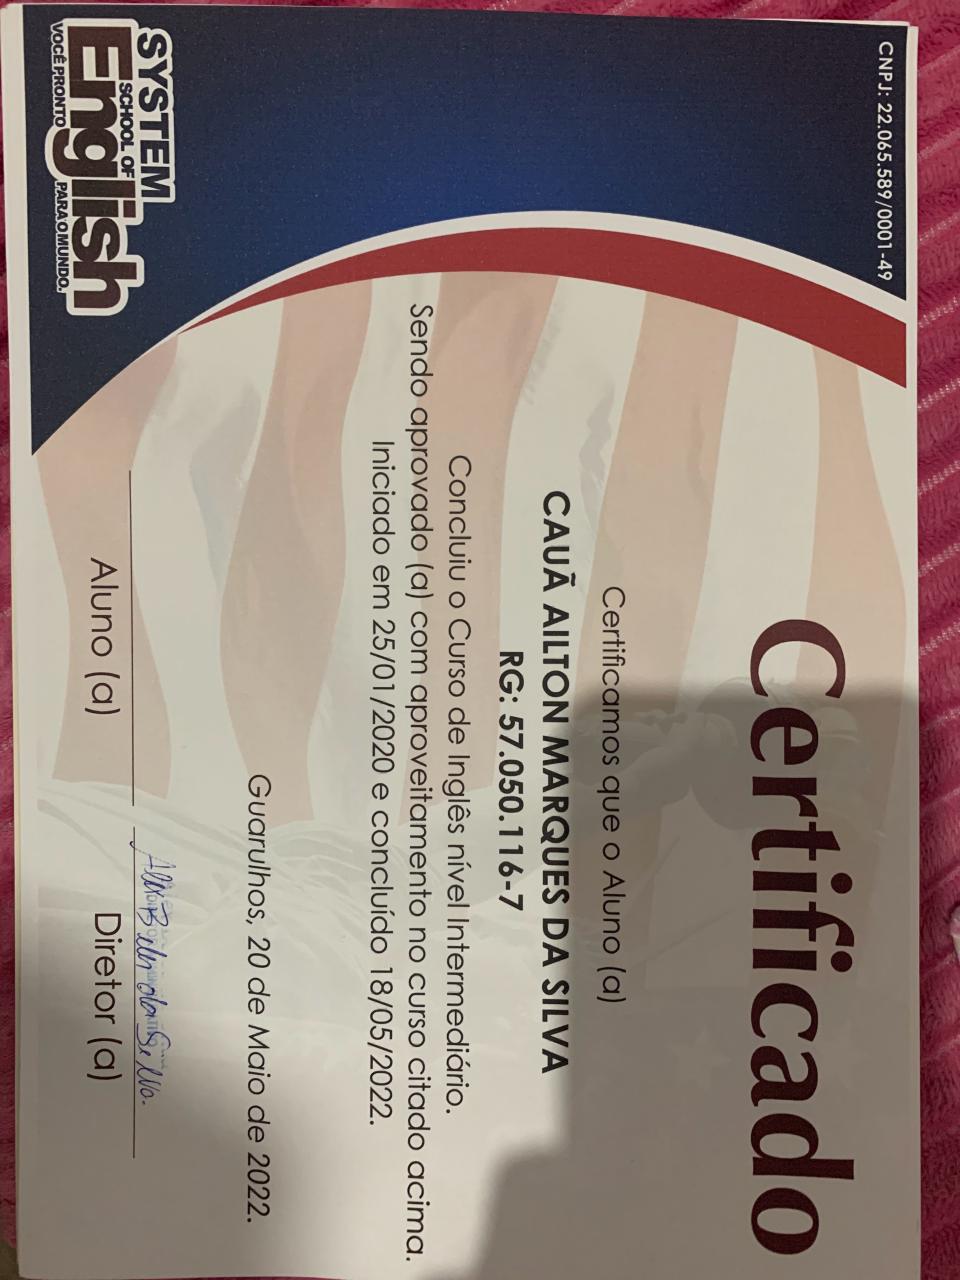 CNPJ: 22.065.589/0001-49
Certificado
Certificamos que o Aluno (a)
CAUÃ AILTON MARQUES DA SILVA
RG: 57.050.116-7
Concluiu o Curso de Inglês nível Intermediário.
Sendo aprovado (a) com aproveitamento no curso citado acima.
Iniciado em 25/01/2020 e concluído 18/05/2022.
Guarulhos, 20 de Maio de 2022.
SYSTEM
SCHOOL OF
English
VOCÊ PRONTO PARA O MUNDO.
Aluno (a)
Diretor (a)